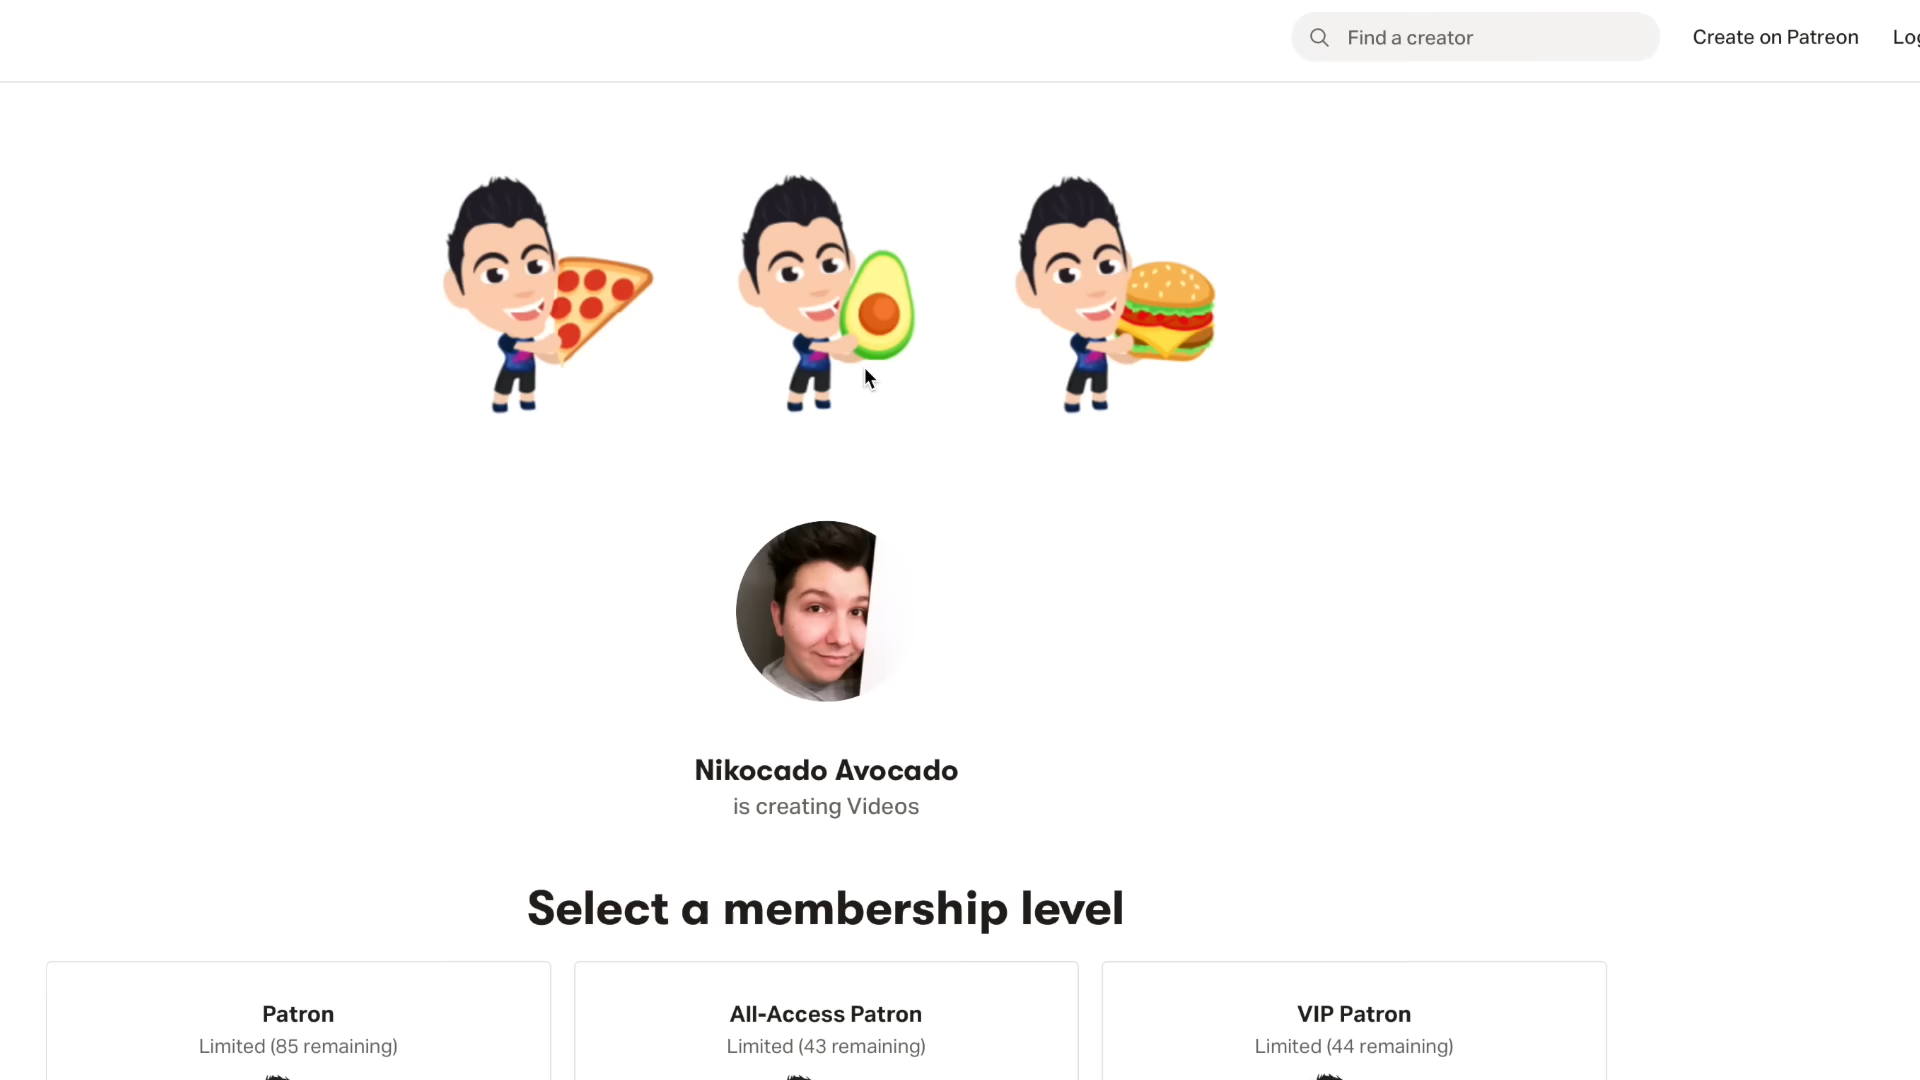 Find a creator
Create on Patreon
Log
Nikocado Avocado
is creating Videos
Select a membership level
Patron
Limited (85 remaining)
All-Access Patron
Limited (43 remaining)
VIP Patron
Limited (44 remaining)